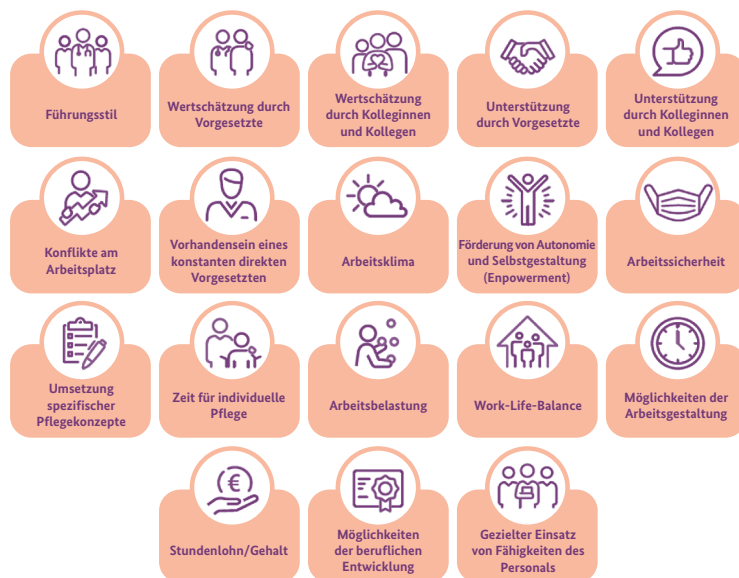 Führungsstil
Wertschätzung durch
Vorgesetzte
Wertschätzung
durch Kolleginnen
und Kollegen
Unterstützung
durch Vorgesetzte
Unterstützung
durch Kolleginnen
und Kollegen
Konflikte am
Arbeitsplatz
Vorhandensein eines
konstanten direkten
Vorgesetzten
Arbeitsklima
Förderung von Autonomie
und Selbstgestaltung
(Enpowerment)
Arbeitssicherheit
Umsetzung
spezifischer
Pflegekonzepte
Zeit für individuelle
Pflege
Arbeitsbelastung
Work-Life-Balance
Möglichkeiten der
Arbeitsgestaltung
€
Stundenlohn/Gehalt
Möglichkeiten
der beruflichen
Entwicklung
Gezielter Einsatz
von Fähigkeiten des
Personals